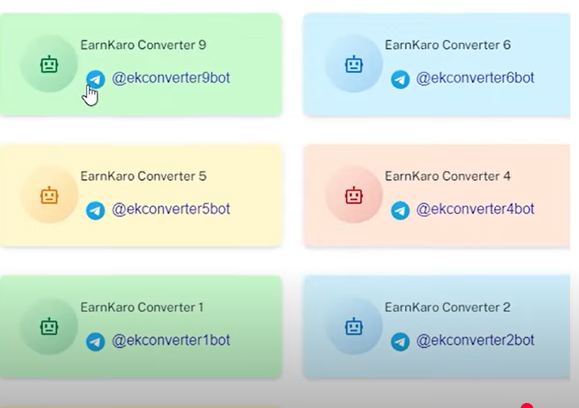 EarnKaro Converter 9
@ekconverter9bot
EarnKaro Converter 6
@ekconverter6bot
EarnKaro Converter 5
@ekconverter5bot
EarnKaro Converter 4
@ekconverter4bot
EarnKaro Converter 1
@ekconverter1bot
EarnKaro Converter 2
@ekconverter2bot